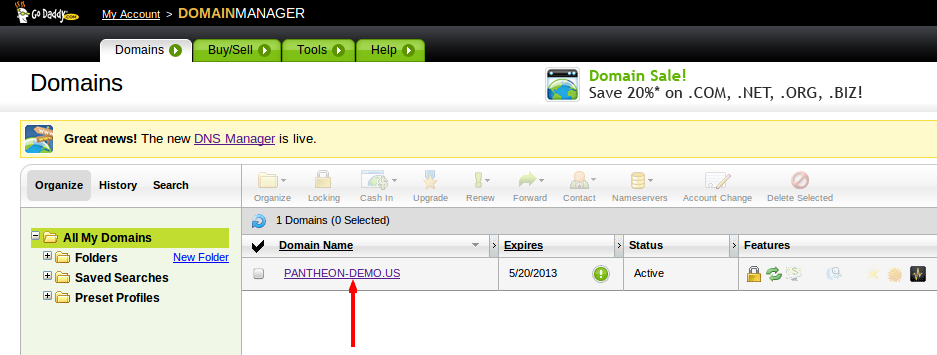 Go Daddy.COM My Account > DOMAINMANAGER
Domains Buy/Sell Tools Help
Domains
Domain Sale!
Save 20%* on .COM, .NET, .ORG, .BIZ!
Great news! The new DNS Manager is live.
Organize History Search
Organize Locking Cash In Upgrade Renew Forward Contact Nameservers Account Change Delete Selected
1 Domains (0 Selected)
All My Domains
Folders New Folder
Saved Searches
Preset Profiles
Domain Name Expires Status Features
PANTHEON-DEMO.US 5/20/2013 Active